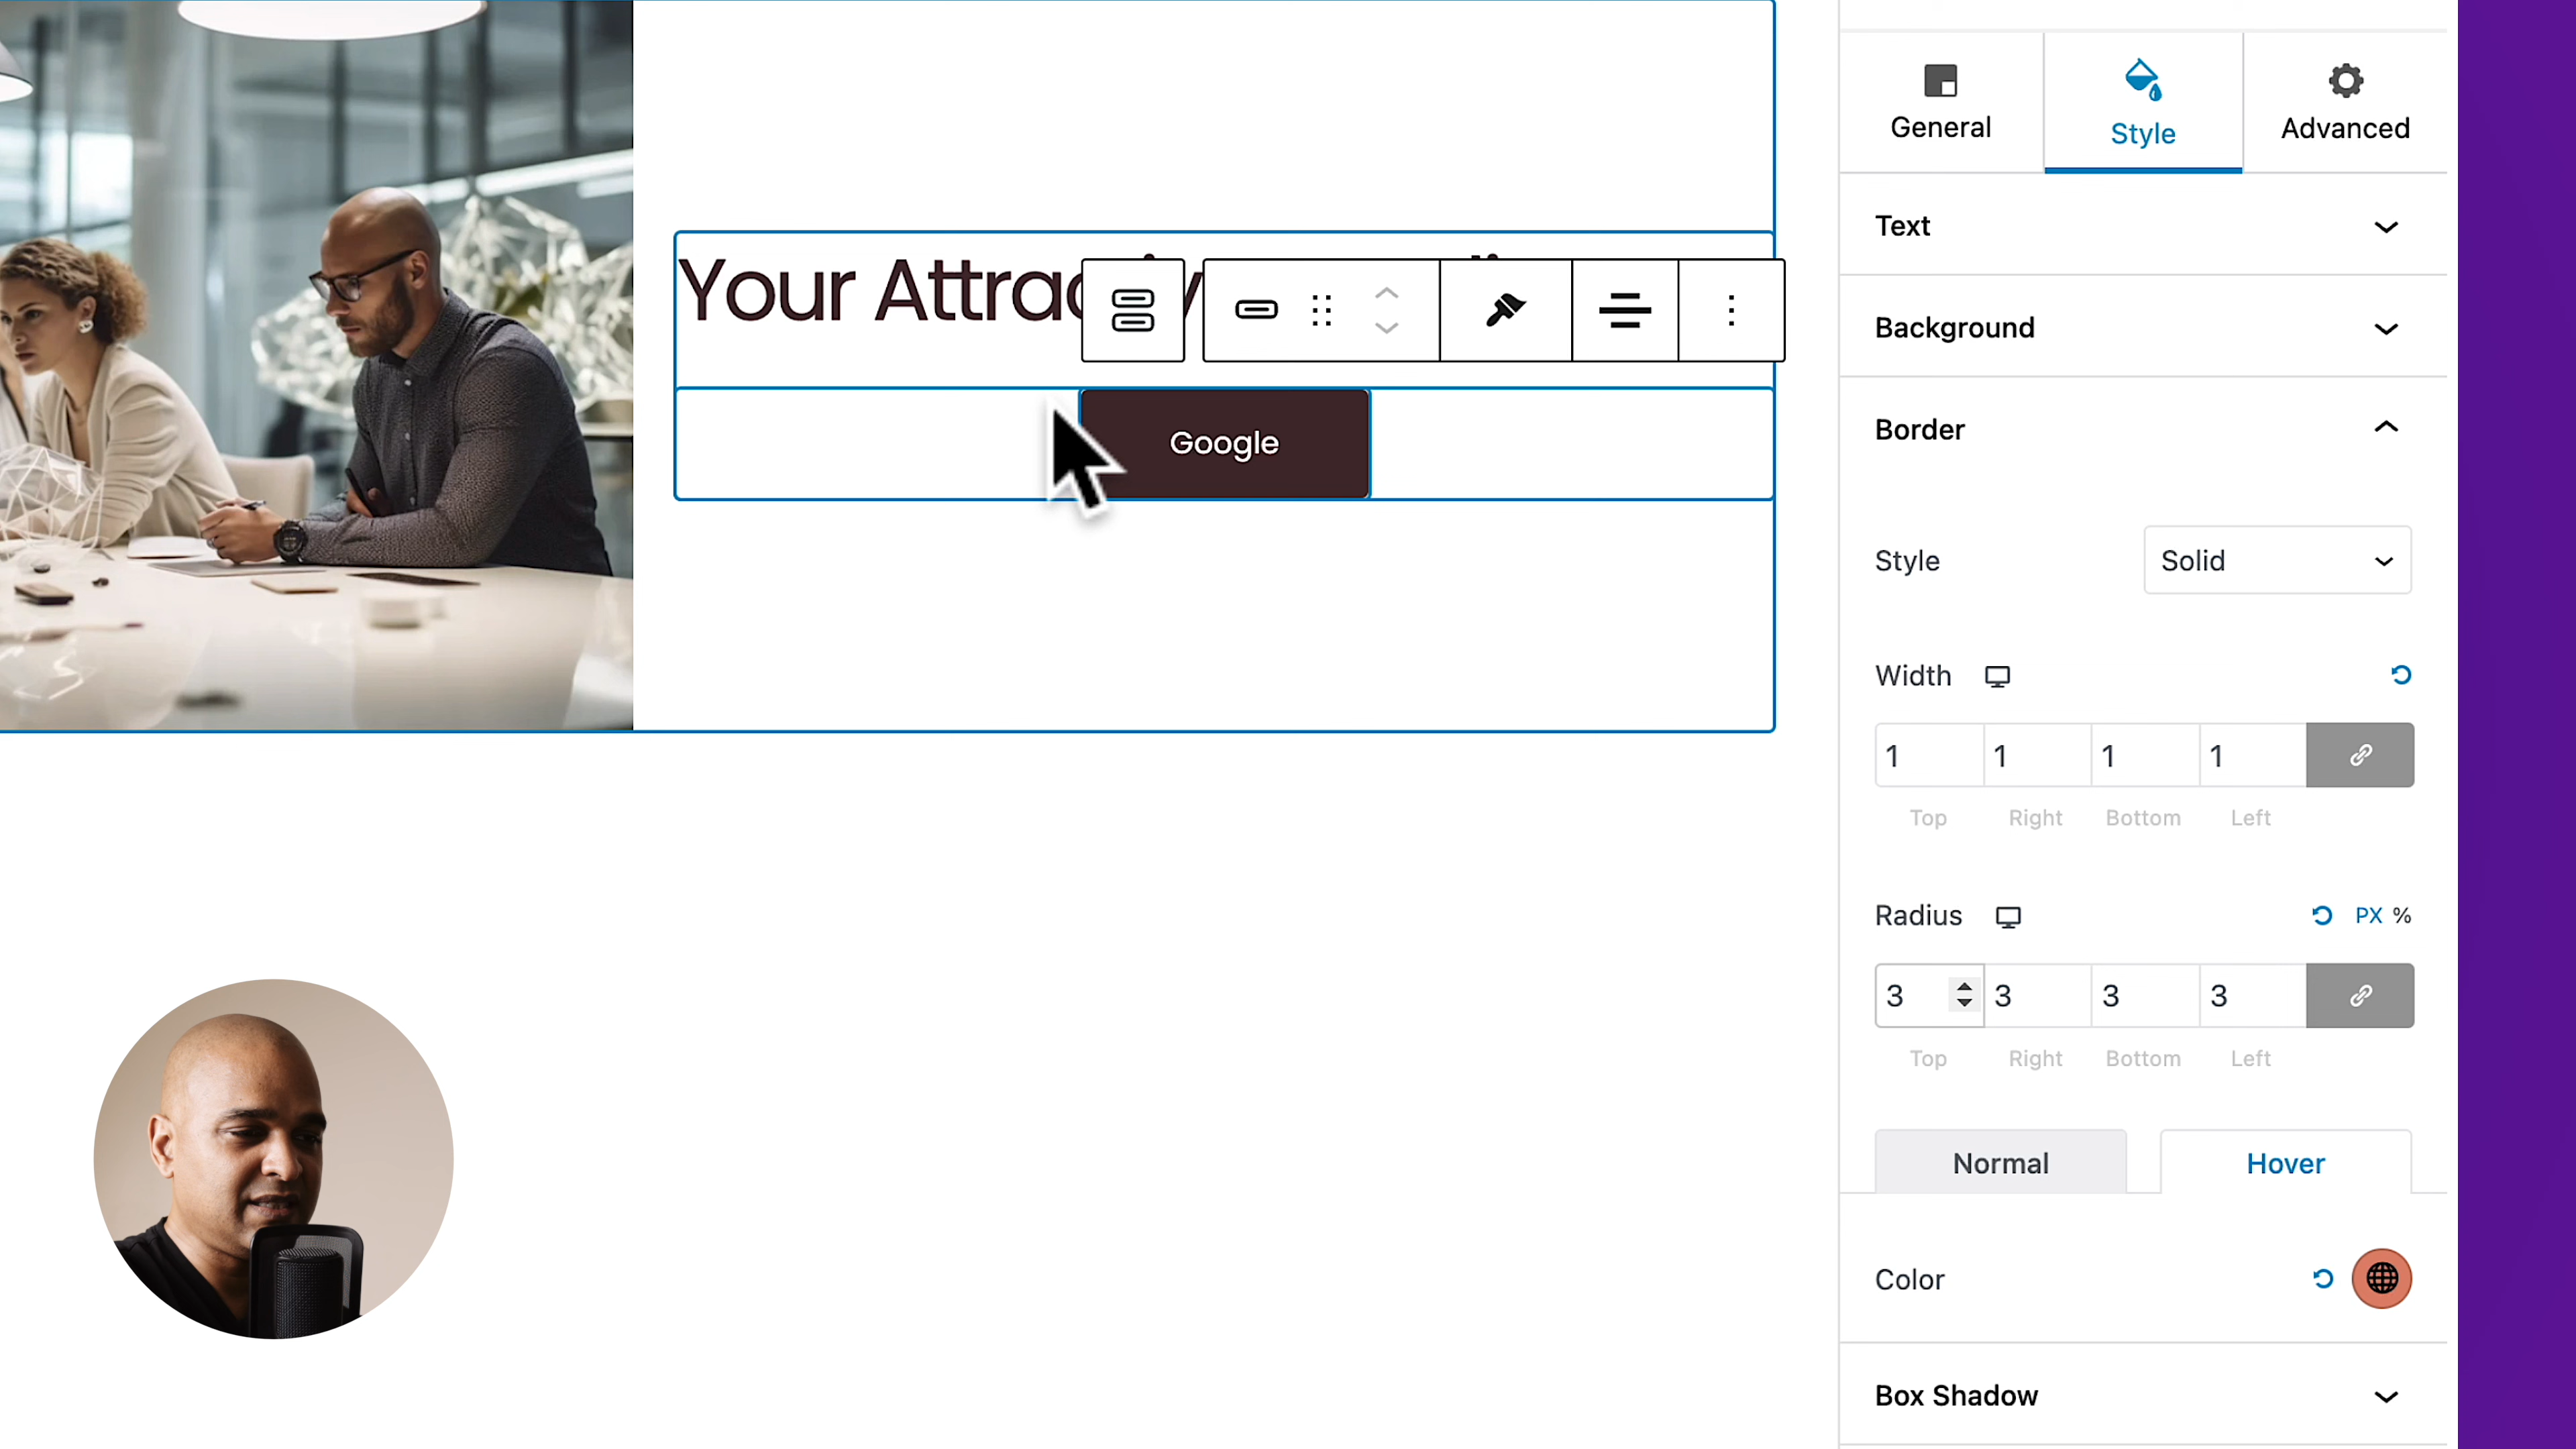 Your Attrac
Google
General
Style
Advanced
Text
Background
Border
Style
Solid
Width
1 1 1 1
Top Right Bottom Left
Radius
PX %
3 3 3 3
Top Right Bottom Left
Normal
Hover
Color
Box Shadow